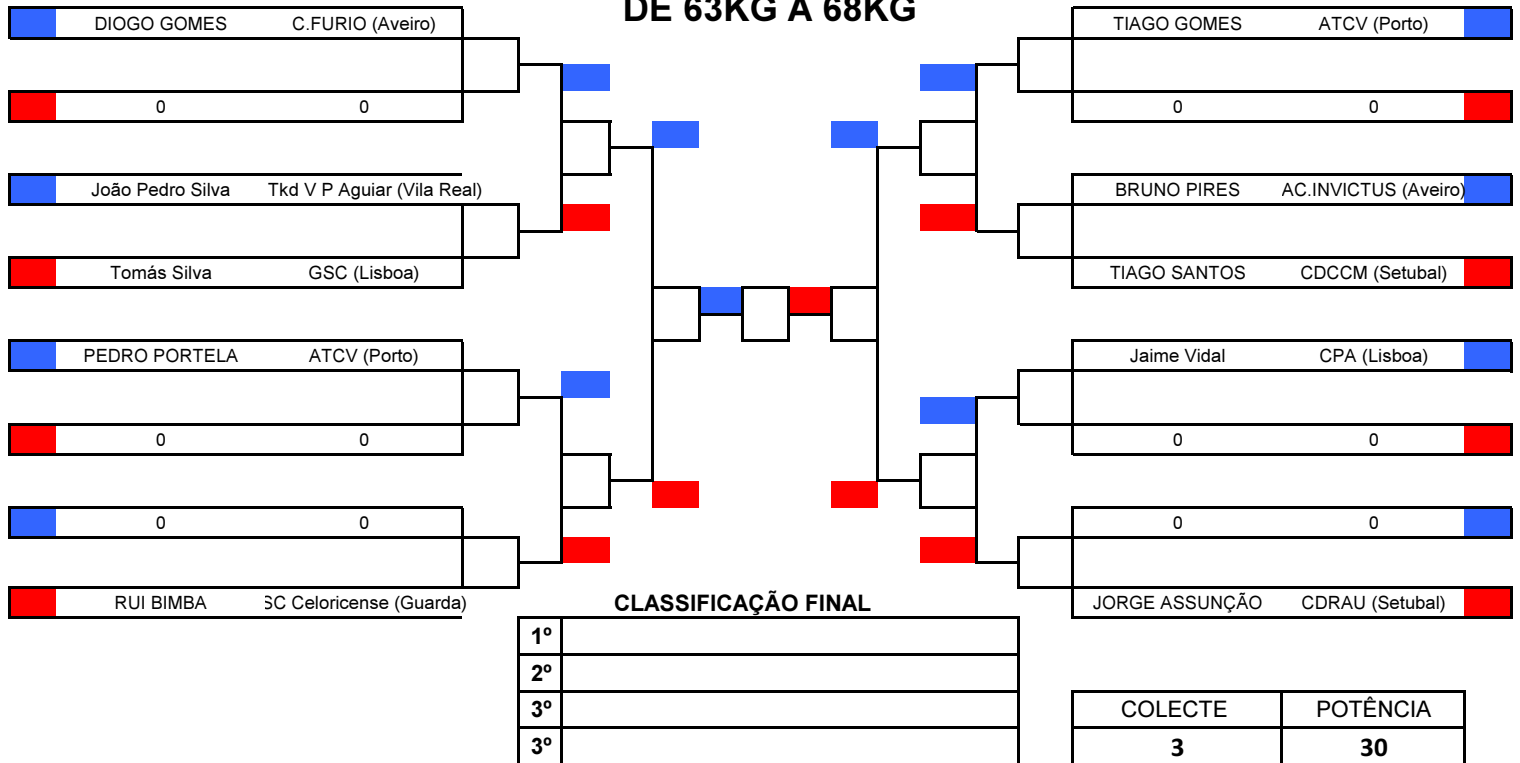 DE 63KG A 68KG
DIOGO GOMES C.FURIO (Aveiro)
0 0
João Pedro Silva Tkd V P Aguiar (Vila Real)
Tomás Silva GSC (Lisboa)
PEDRO PORTELA ATCV (Porto)
0 0
0 0
RUI BIMBA SC Celoricense (Guarda)
TIAGO GOMES ATCV (Porto)
0 0
BRUNO PIRES AC.INVICTUS (Aveiro)
TIAGO SANTOS CDCCM (Setubal)
Jaime Vidal CPA (Lisboa)
0 0
0 0
JORGE ASSUNÇÃO CDRAU (Setubal)
CLASSIFICAÇÃO FINAL
1º
2º
3º
3º
COLECTE POTÊNCIA
3 30